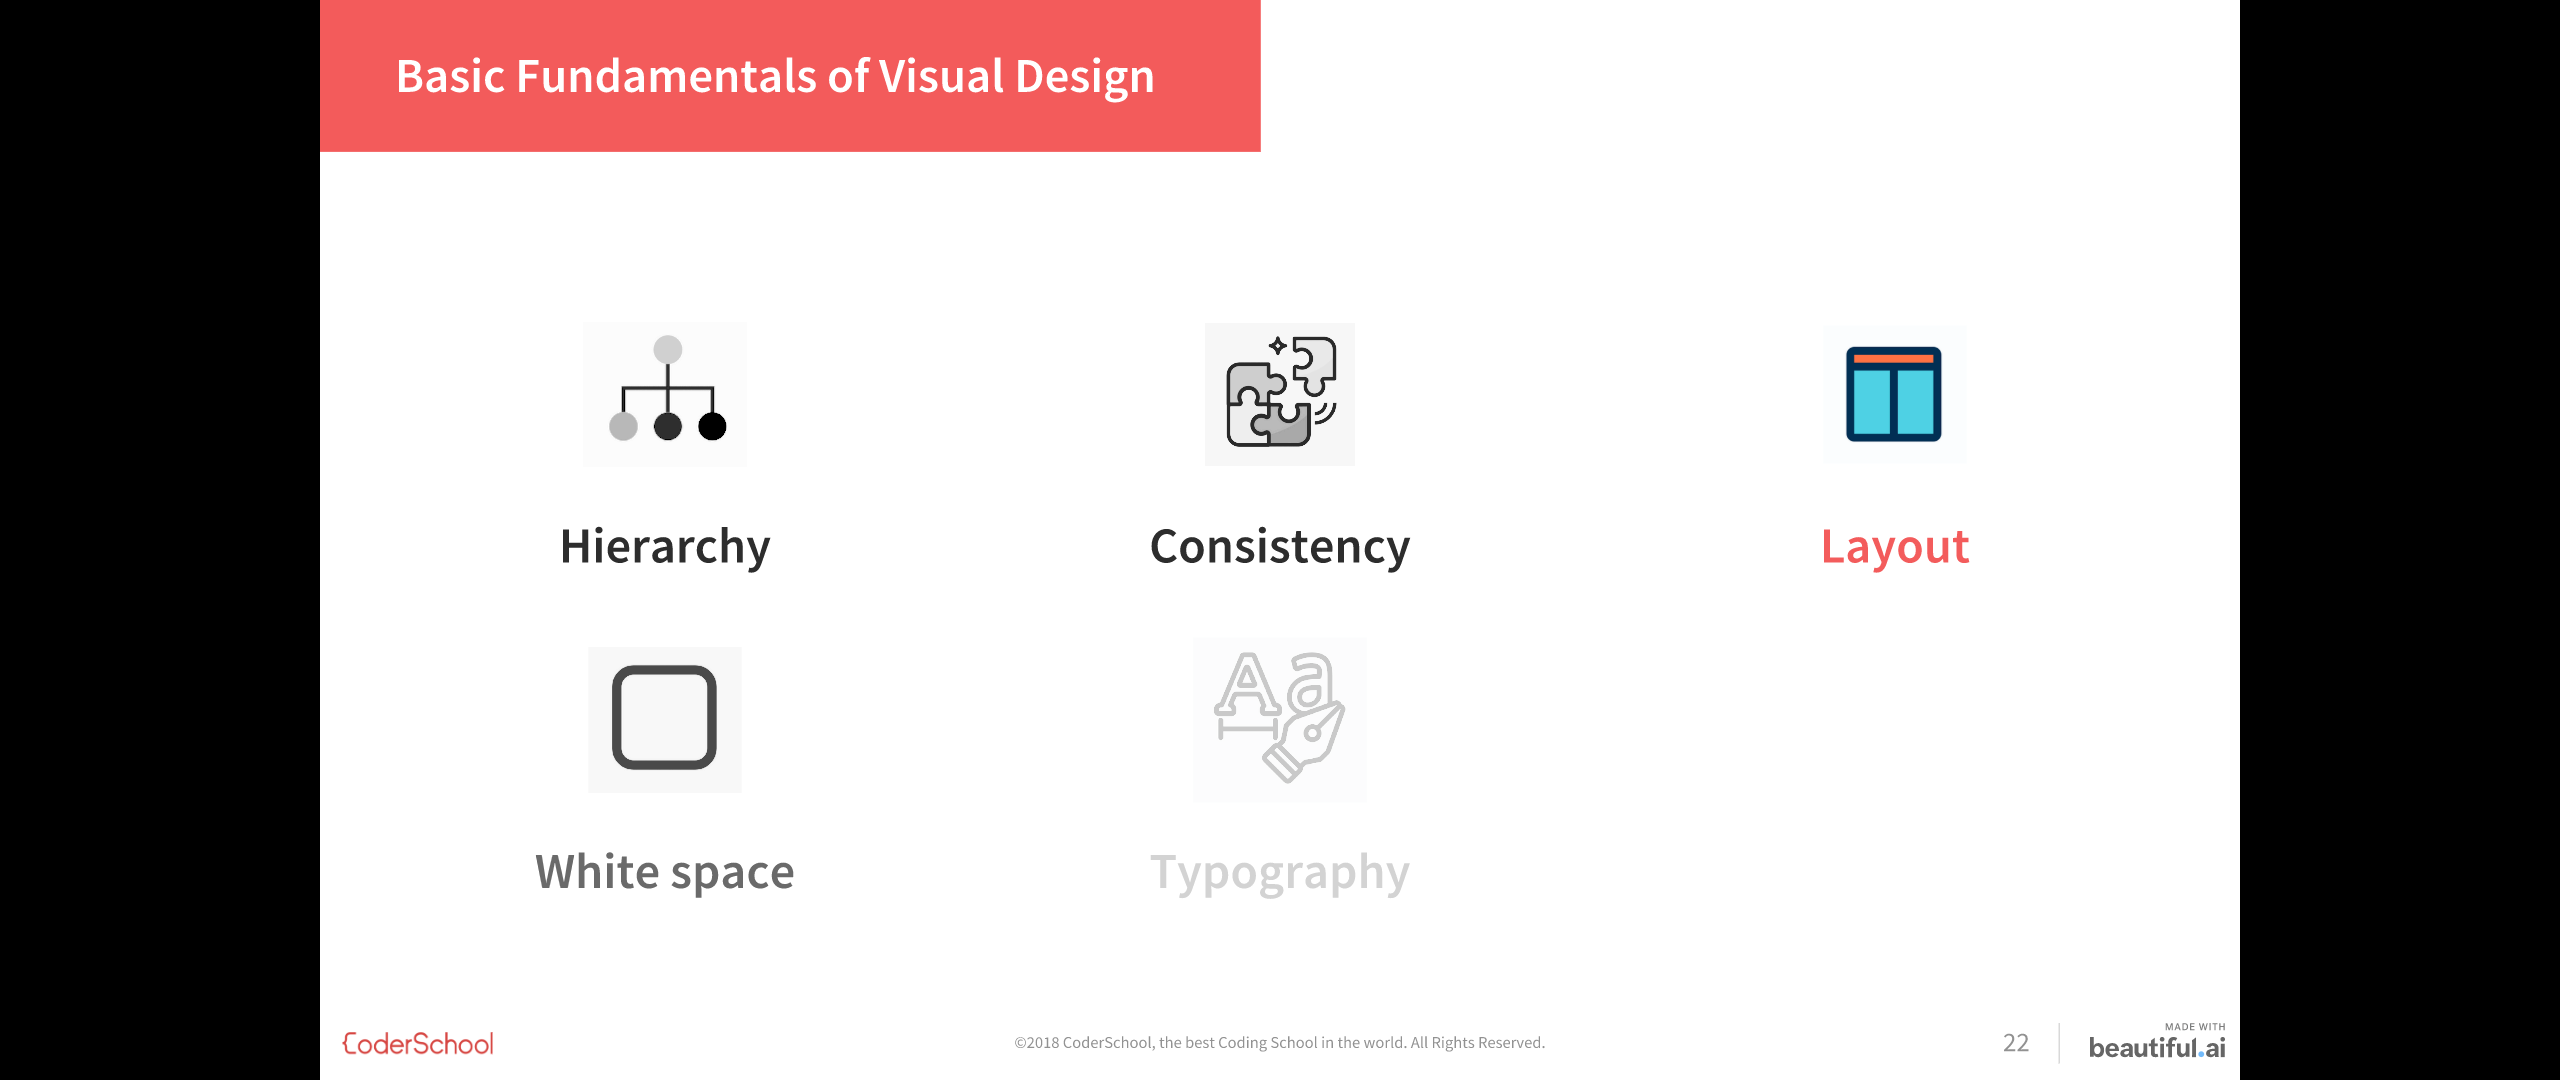 Basic Fundamentals of Visual Design
Hierarchy
Consistency
Layout
Aa
White space
Typography
{CoderSchool
©2018 CoderSchool, the best Coding School in the world. All Rights Reserved.
22
MADE WITH
beautiful.ai